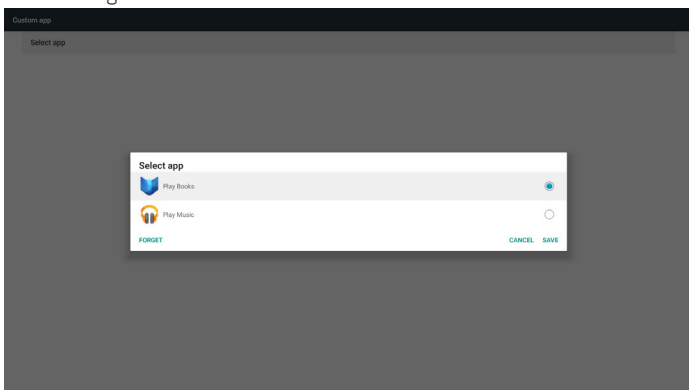 Custom app
Select app
Select app
Play Books
Play Music
FORGET CANCEL SAVE